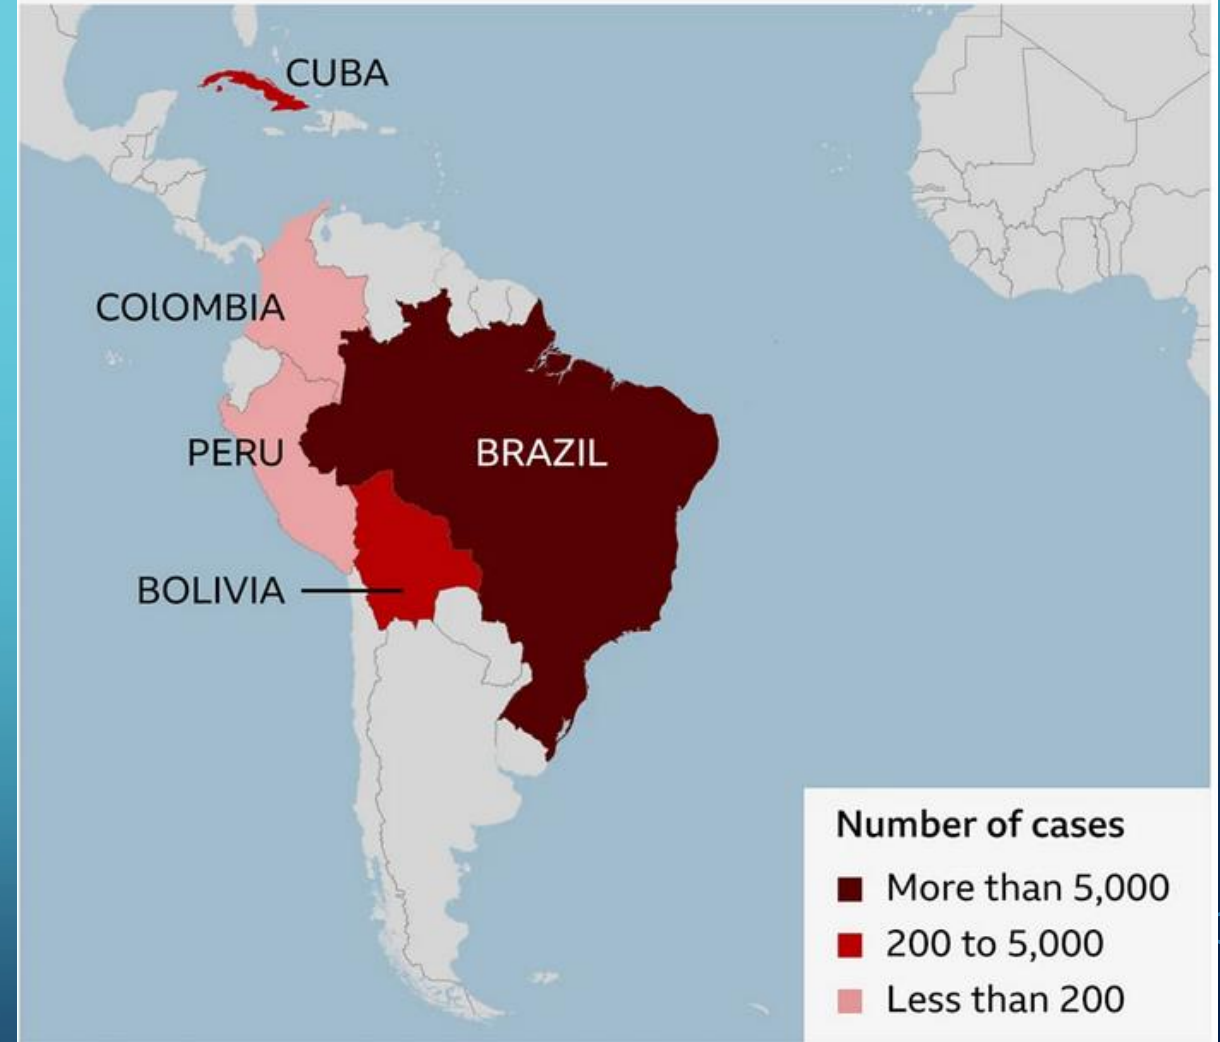 CUBA
COlOMBIA
PERU
BRAZIL
BOLIVIA
Number of cases
More than 5,000
200 to 5,000
Less than 200